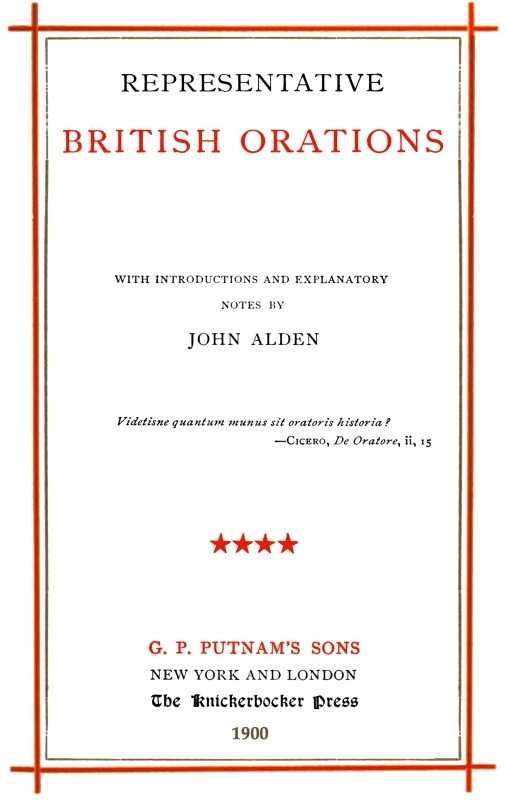 REPRESENTATIVE
BRITISH ORATIONS
WITH INTRODUCTIONS AND EXPLANATORY
NOTES BY
JOHN ALDEN
Videtisne quantum munus sit oratoris historia?
—CICERO, De Oratore, ii, 15
★★★★
G. P. PUTNAM'S SONS
NEW YORK AND LONDON
The Knickerbocker Press
1900